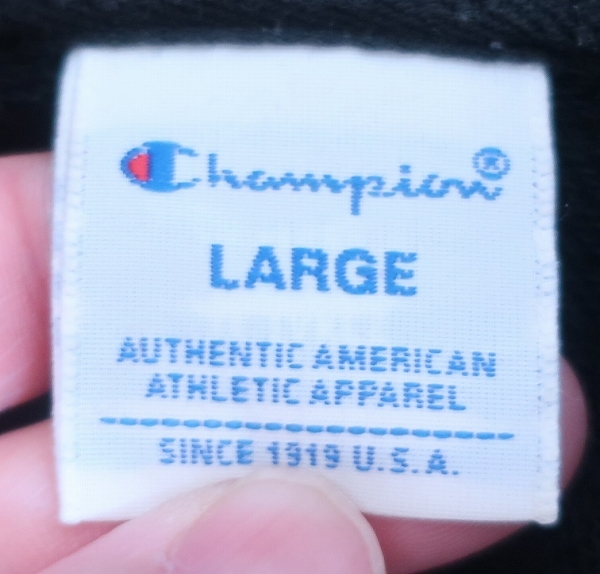 Champion®
LARGE
AUTHENTIC AMERICAN
ATHLETIC APPAREL
SINCE 1919 U.S.A.